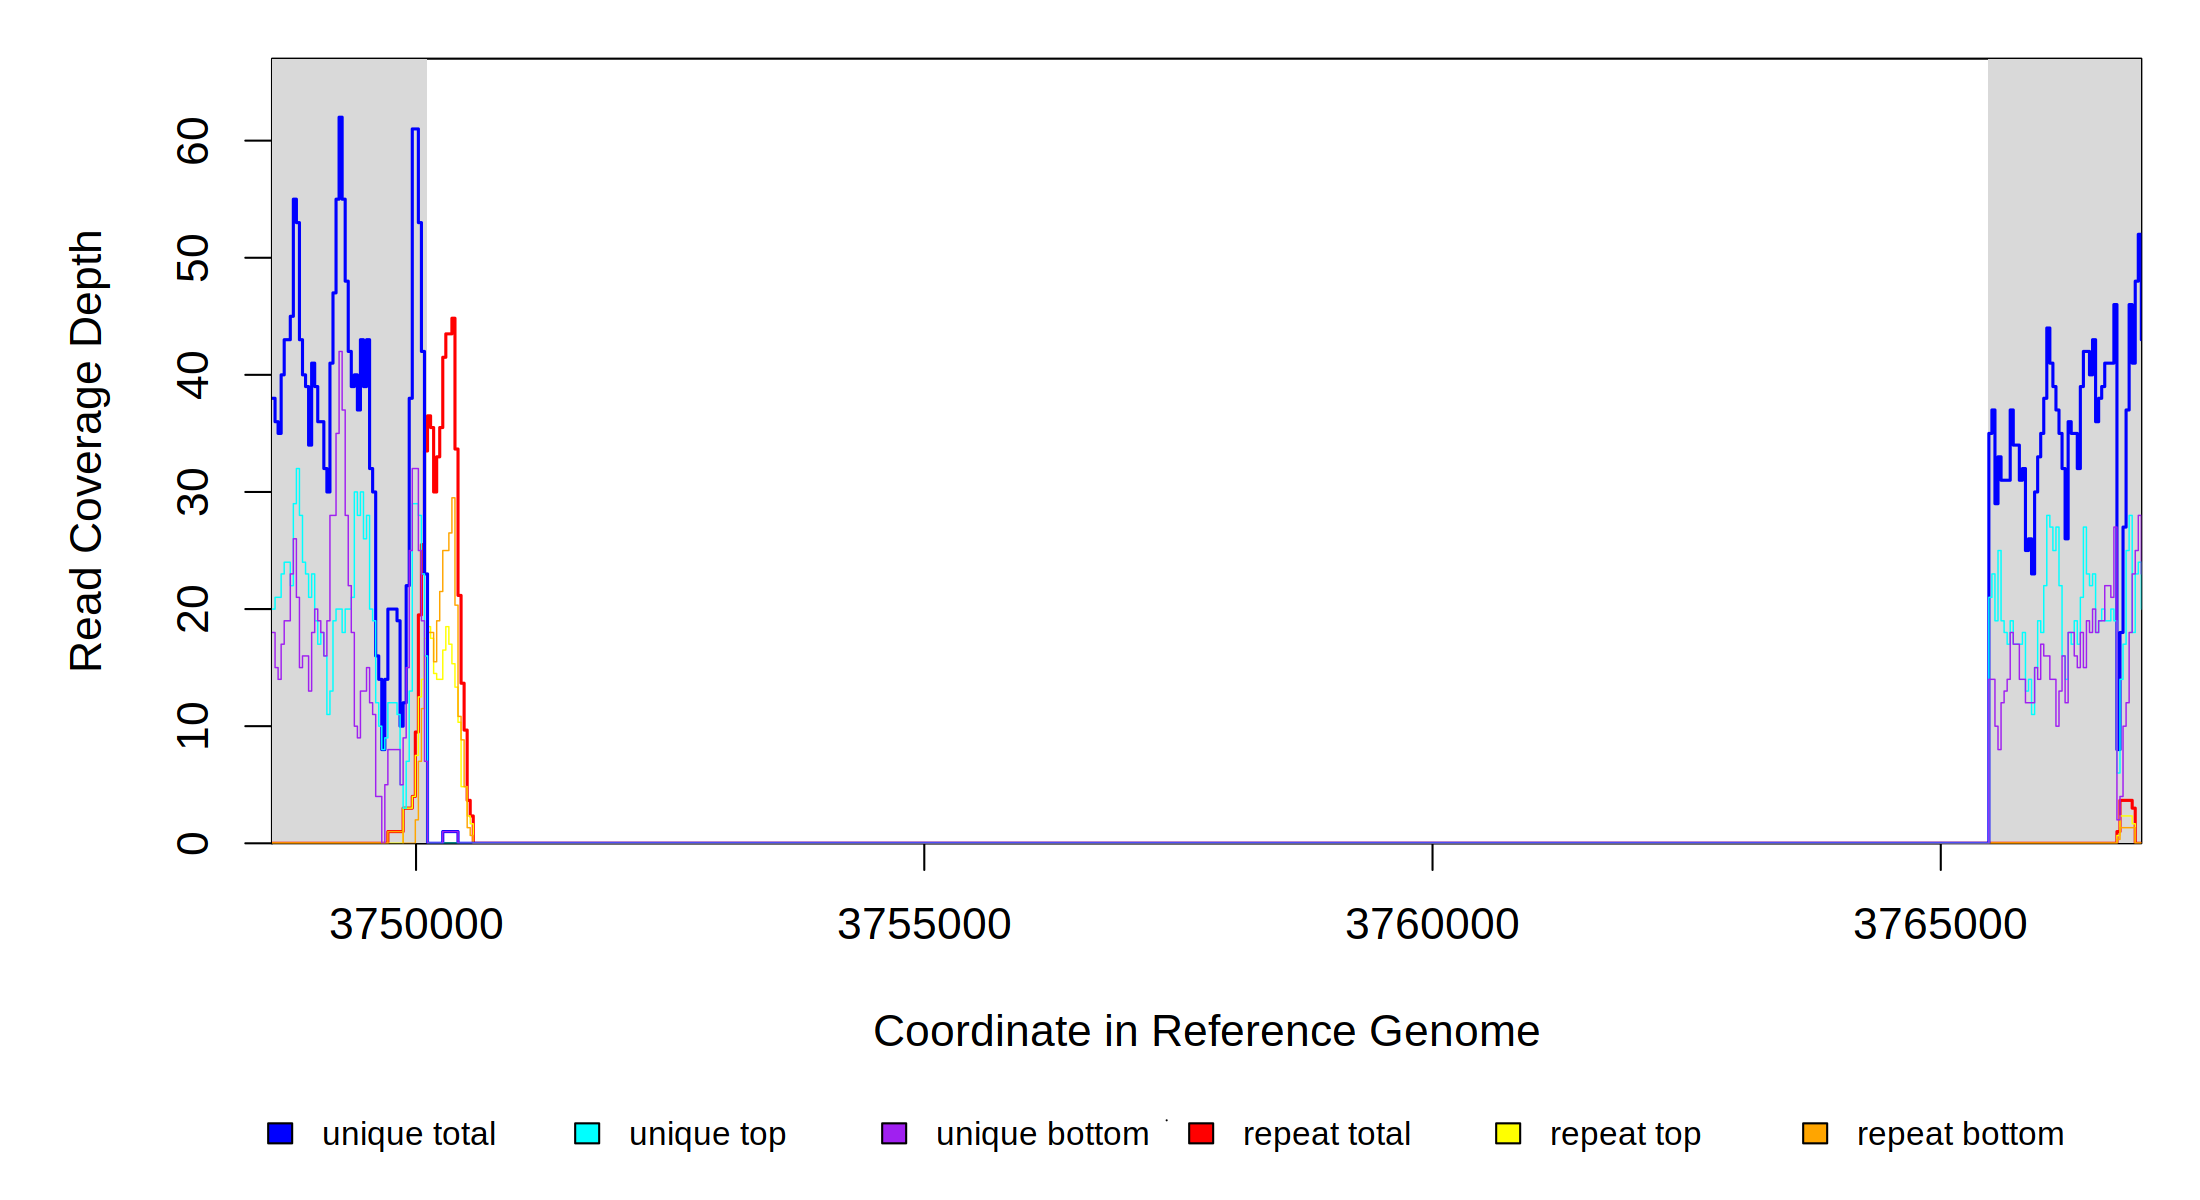 60
50
40
30
20
10
0
Read Coverage Depth
3750000 3755000 3760000 3765000
Coordinate in Reference Genome
unique total unique top unique bottom repeat total repeat top repeat bottom